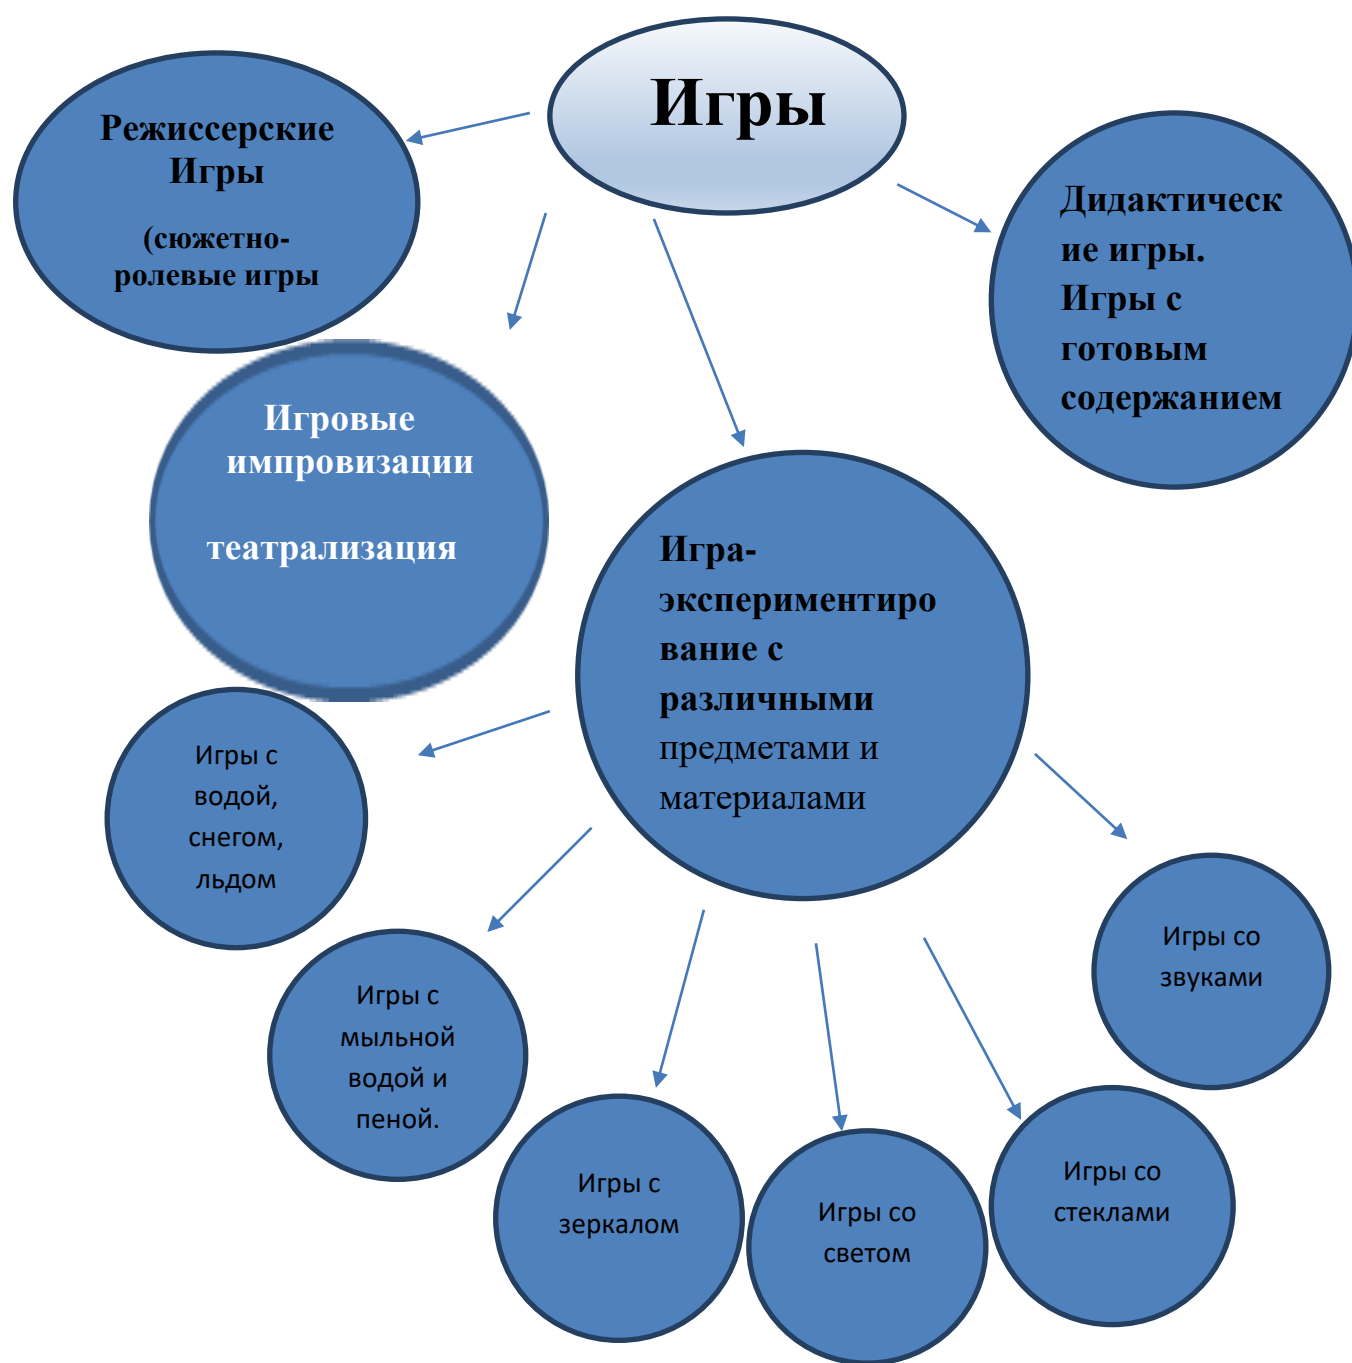 Игры
Режиссерские
Игры
(сюжетно-
ролевые игры
Дидактическ
ие игры.
Игры с
готовым
содержанием
Игровые
импровизации
театрализация
Игра-
экспериментиро
вание с
различными
предметами и
материалами
Игры с
водой,
снегом,
льдом
Игры с
мыльной
водой и
пеной.
Игры с
зеркалом
Игры со
светом
Игры со
стеклами
Игры со
звуками